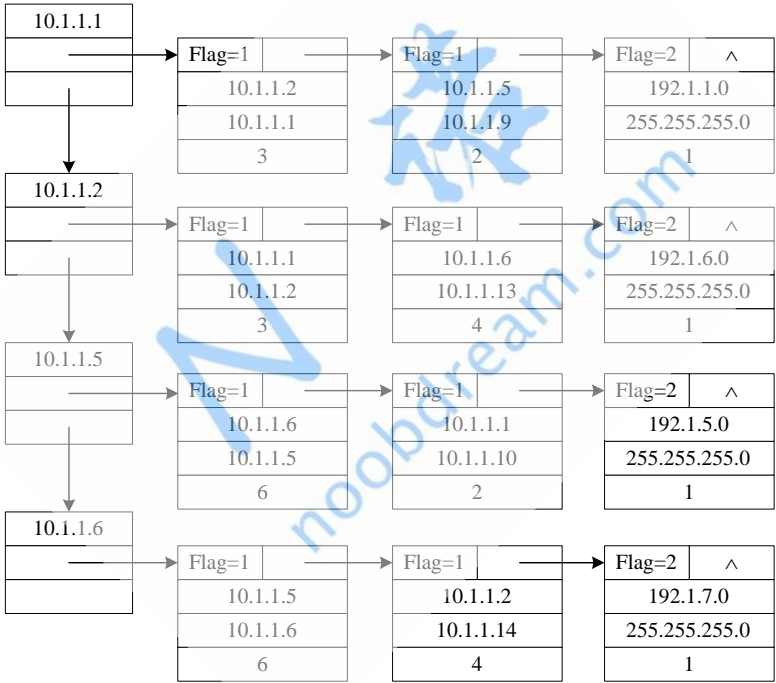 10.1.1.1
Flag=1 Flag=1 Flag=2 ∧
10.1.1.2 10.1.1.5 192.1.1.0
10.1.1.1 10.1.1.9 255.255.255.0
3 2 1
10.1.1.2
Flag=1 Flag=1 Flag=2 ∧
10.1.1.1 10.1.1.6 192.1.6.0
10.1.1.2 10.1.1.13 255.255.255.0
3 4 1
10.1.1.5
Flag=1 Flag=1 Flag=2 ∧
10.1.1.6 10.1.1.1 192.1.5.0
10.1.1.5 10.1.1.10 255.255.255.0
6 2 1
10.1.1.6
Flag=1 Flag=1 Flag=2 ∧
10.1.1.5 10.1.1.2 192.1.7.0
10.1.1.6 10.1.1.14 255.255.255.0
6 4 1
N诺
noobdream.com